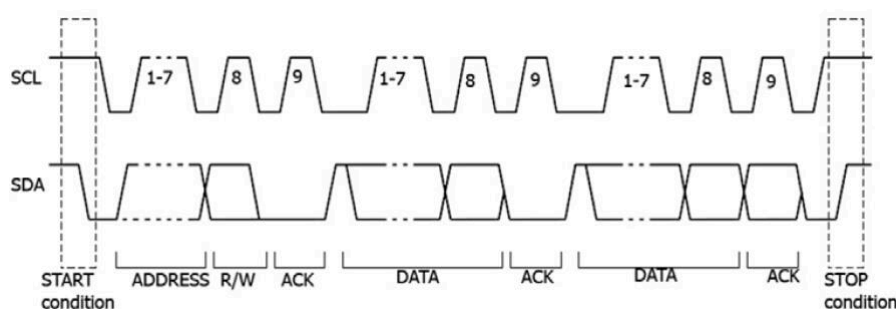 SCL
1-7
8
9
1-7
8
9
1-7
8
9
SDA
START
condition
ADDRESS
R/W
ACK
DATA
ACK
DATA
ACK
STOP
condition